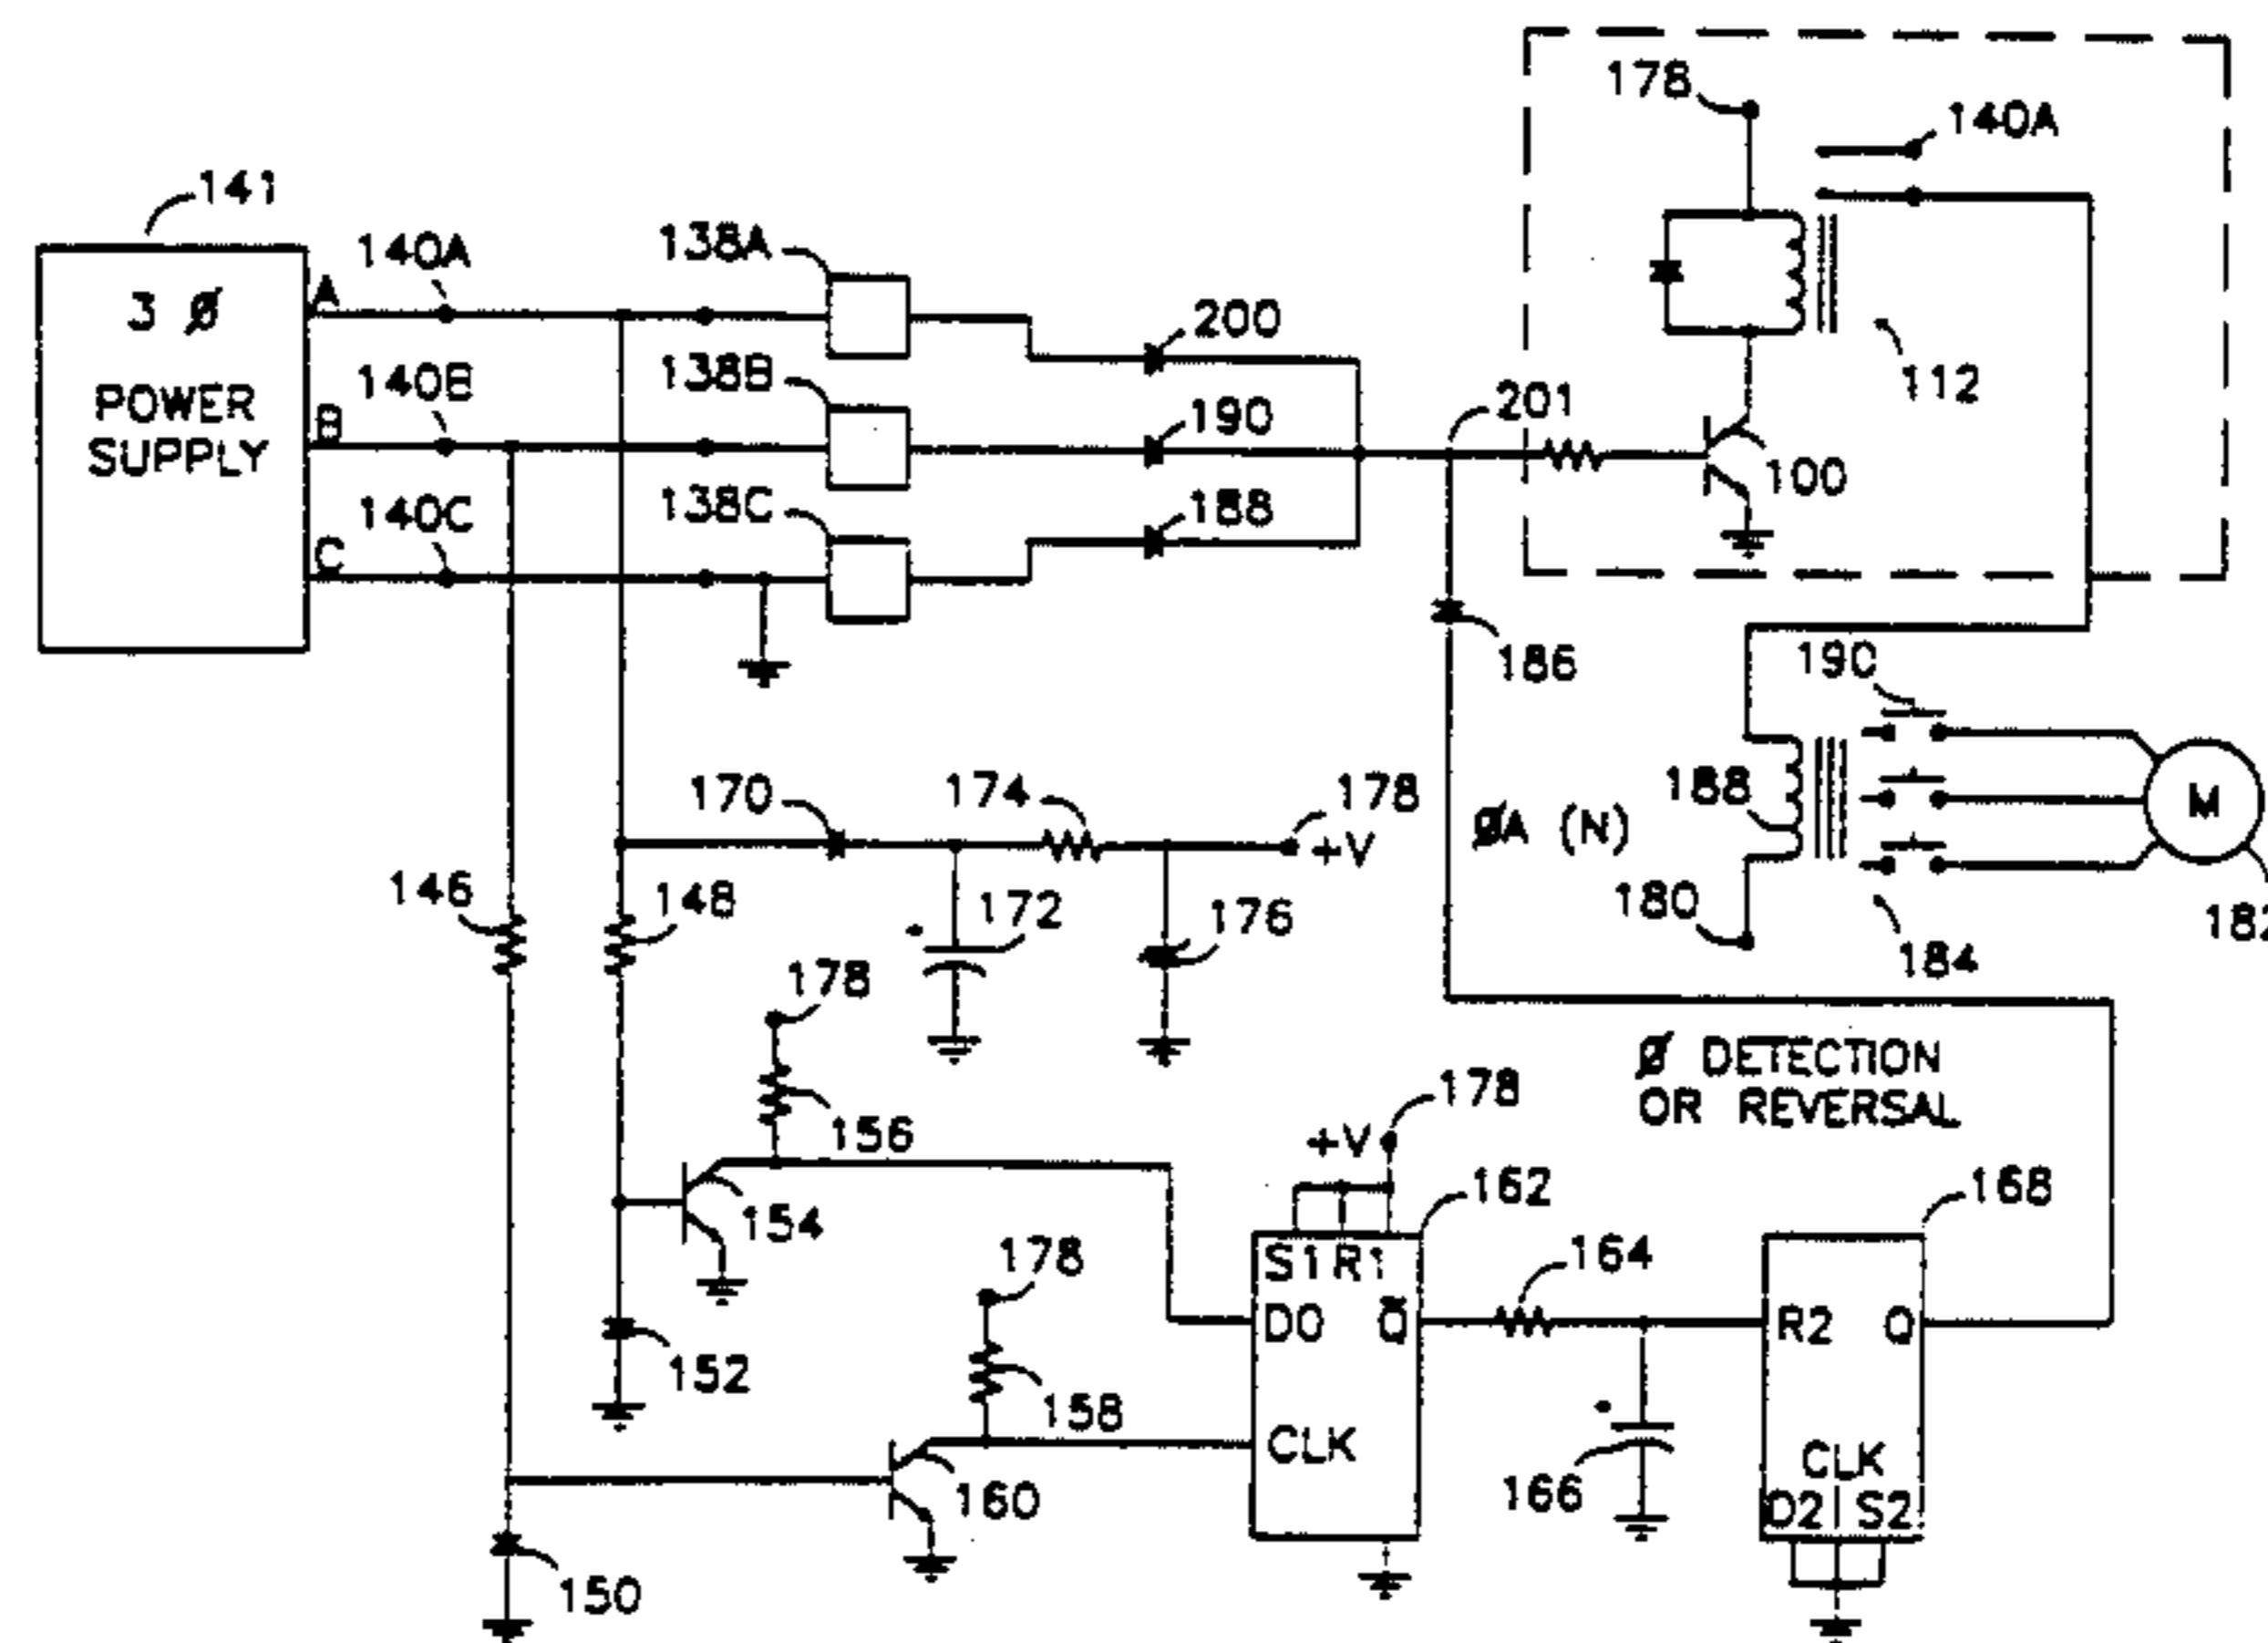 141
3 Ø
POWER
SUPPLY
A
B
C
140A
140B
140C
138A
138B
138C
200
190
188
201
178
140A
112
100
186
190
188
ØA (N)
180
184
M
182
170
174
178
+V
172
176
146
148
178
156
154
152
178
158
160
150
Ø DETECTION
OR REVERSAL
178
+V
162
S1 R1
D0 Q̅
CLK
164
166
168
R2 Q
CLK
D2 S2